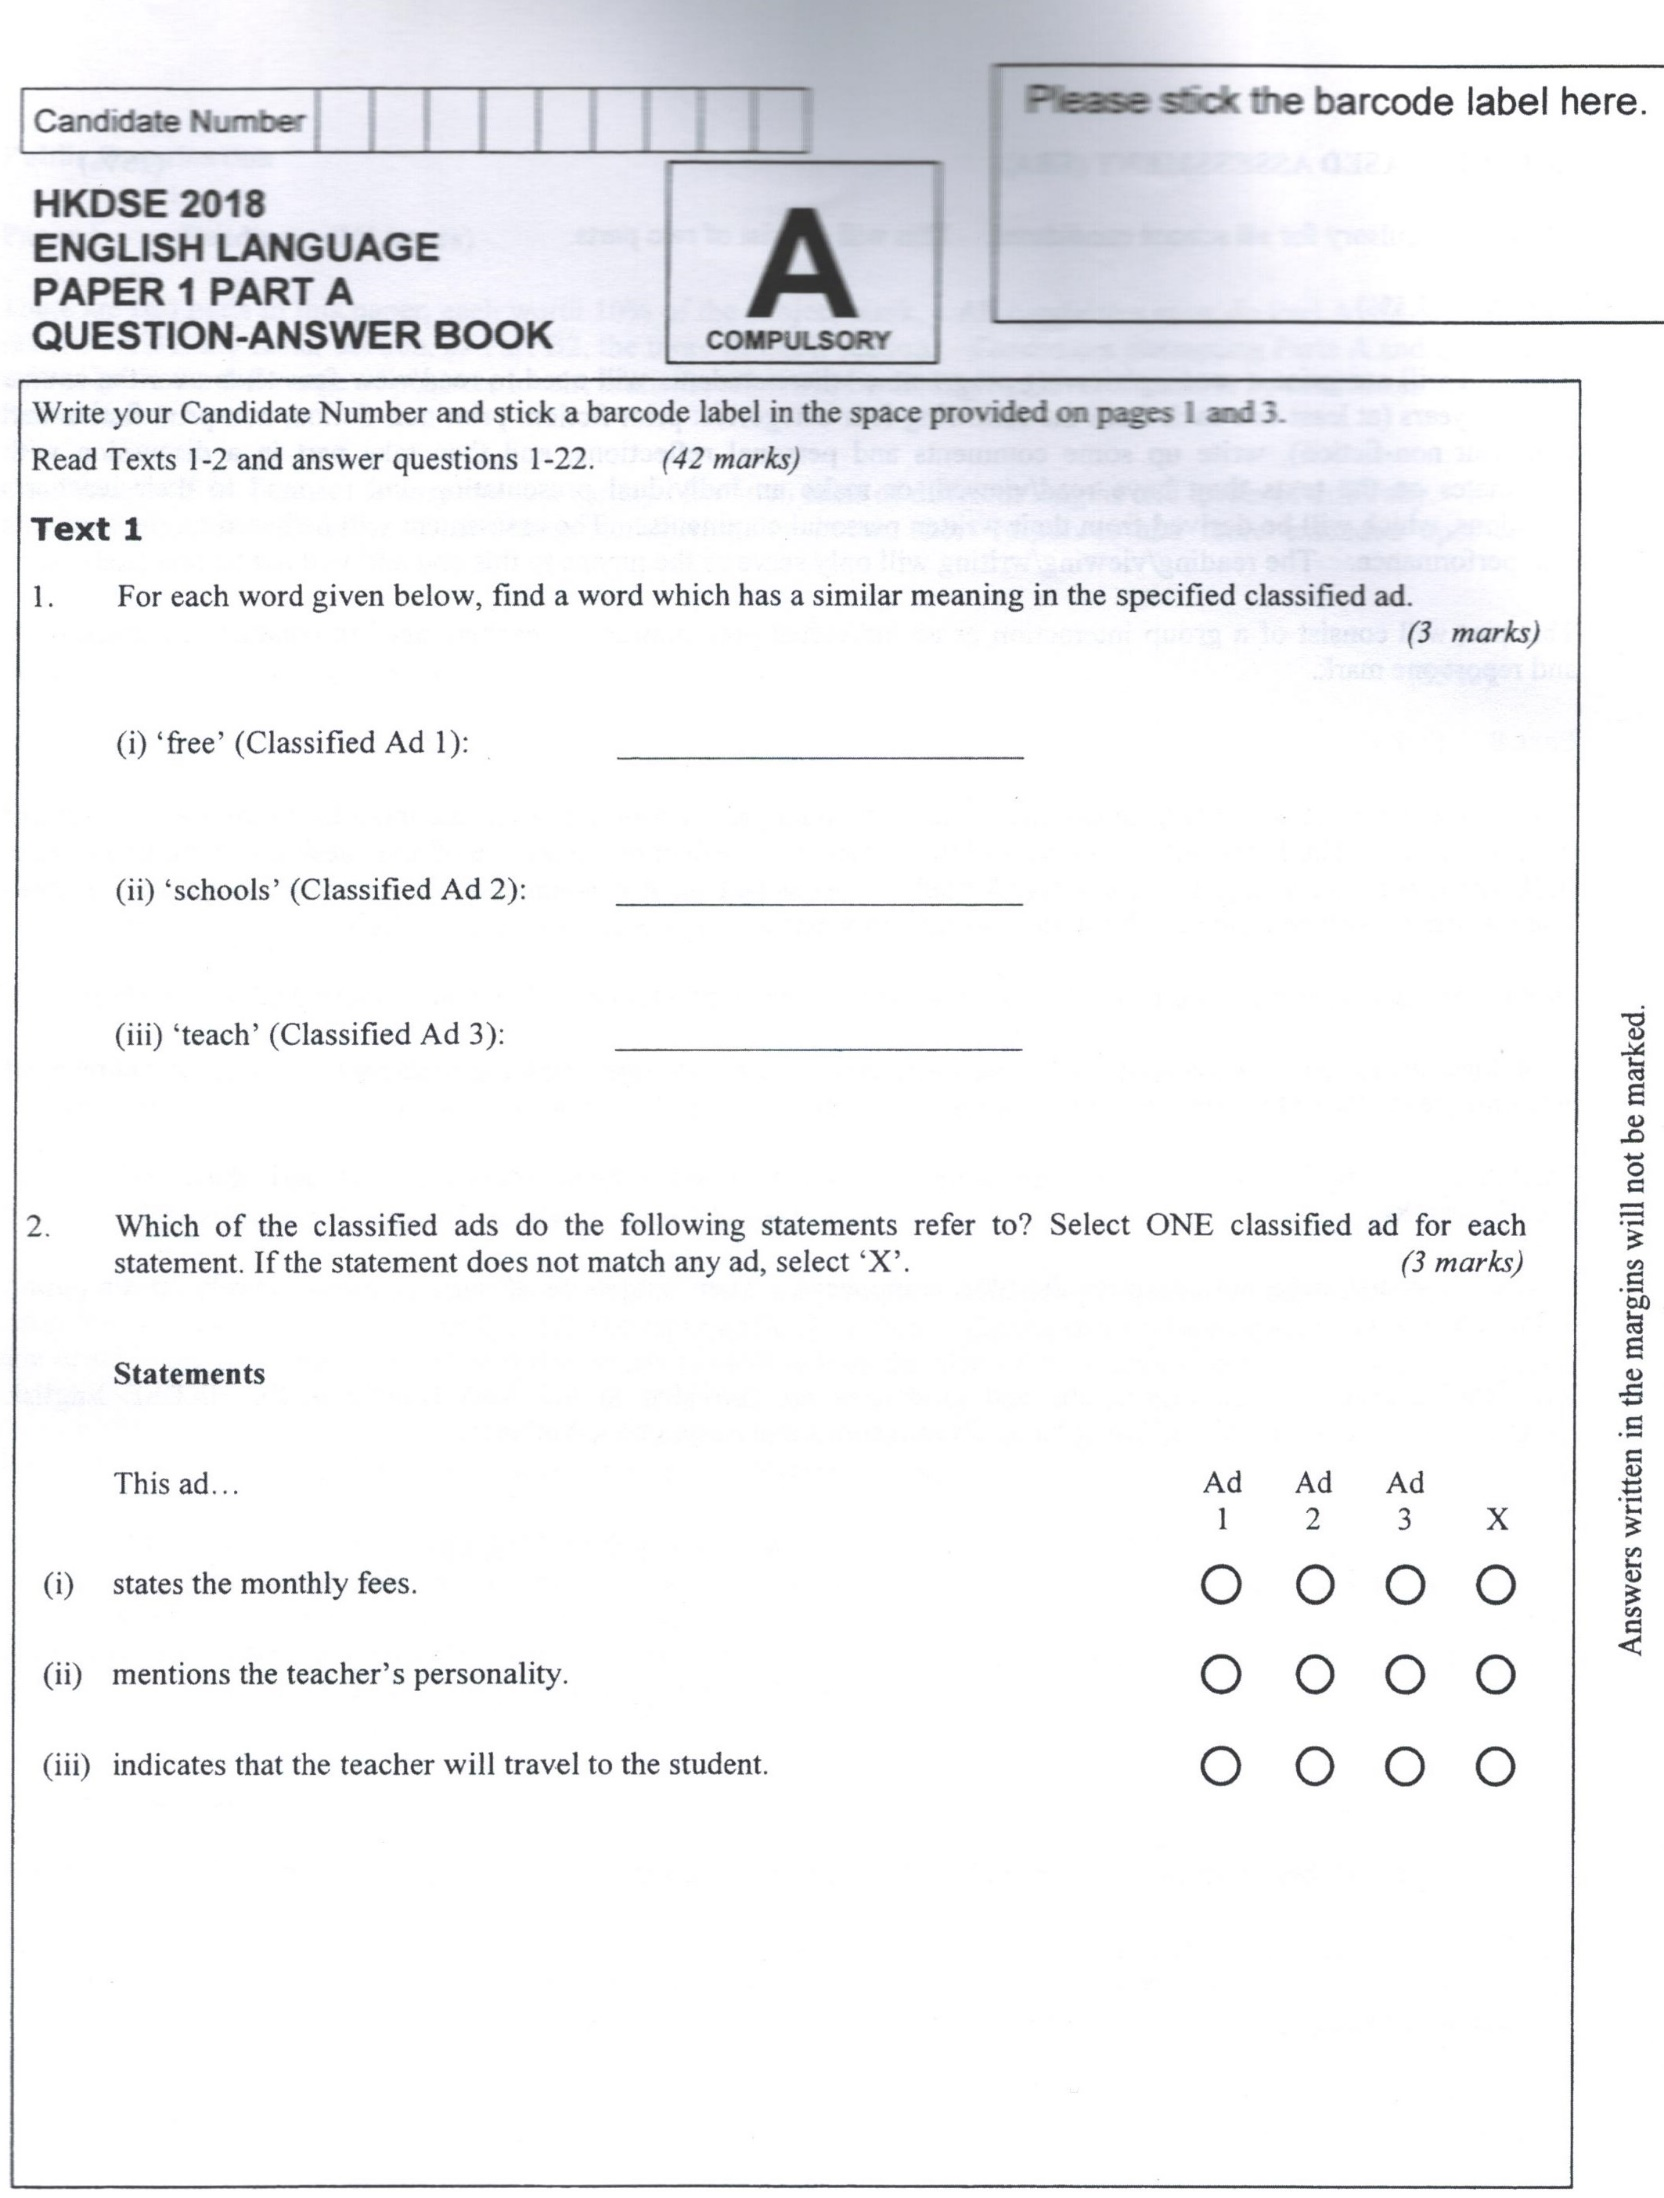 Candidate Number
Please stick the barcode label here.
HKDSE 2018
ENGLISH LANGUAGE
PAPER 1 PART A
QUESTION-ANSWER BOOK
A
COMPULSORY
Write your Candidate Number and stick a barcode label in the space provided on pages 1 and 3.
Read Texts 1-2 and answer questions 1-22. (42 marks)
Text 1
1. For each word given below, find a word which has a similar meaning in the specified classified ad.
(3 marks)
(i) ‘free’ (Classified Ad 1):
(ii) ‘schools’ (Classified Ad 2):
(iii) ‘teach’ (Classified Ad 3):
2. Which of the classified ads do the following statements refer to? Select ONE classified ad for each
statement. If the statement does not match any ad, select ‘X’. (3 marks)
Statements
This ad… Ad Ad Ad
1 2 3 X
(i) states the monthly fees.
(ii) mentions the teacher’s personality.
(iii) indicates that the teacher will travel to the student.
Answers written in the margins will not be marked.